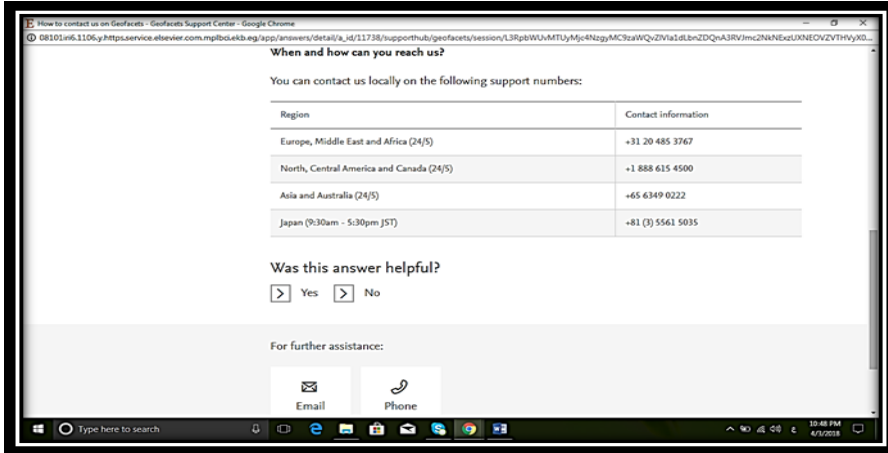 How to contact us on Geofacets - Geofacets Support Center - Google Chrome
When and how can you reach us?
You can contact us locally on the following support numbers:
Region Contact information
Europe, Middle East and Africa (24/5) +31 20 485 3767
North, Central America and Canada (24/5) +1 888 615 4500
Asia and Australia (24/5) +65 6349 0222
Japan (9:30am - 5:30pm JST) +81 (3) 5561 5035
Was this answer helpful?
Yes No
For further assistance:
Email Phone
Type here to search
10:48 PM
4/3/2018